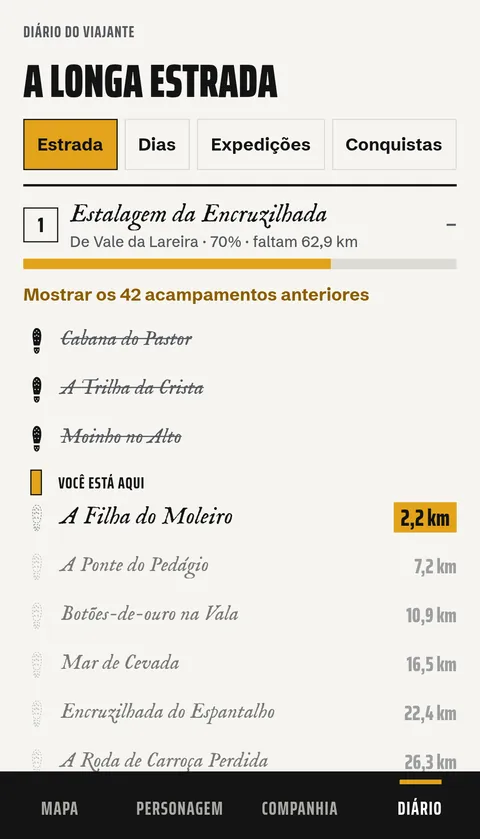 DIÁRIO DO VIAJANTE
A LONGA ESTRADA
Estrada
Dias
Expedições
Conquistas
1
Estalagem da Encruzilhada
–
De Vale da Lareira · 70% · faltam 62,9 km
Mostrar os 42 acampamentos anteriores
Cabana do Pastor
A Trilha da Crista
Moinho no Alto
VOCÊ ESTÁ AQUI
A Filha do Moleiro 2,2 km
A Ponte do Pedágio 7,2 km
Botões-de-ouro na Vala 10,9 km
Mar de Cevada 16,5 km
Encruzilhada do Espantalho 22,4 km
A Roda de Carroça Perdida 26,3 km
MAPA
PERSONAGEM
COMPANHIA
DIÁRIO